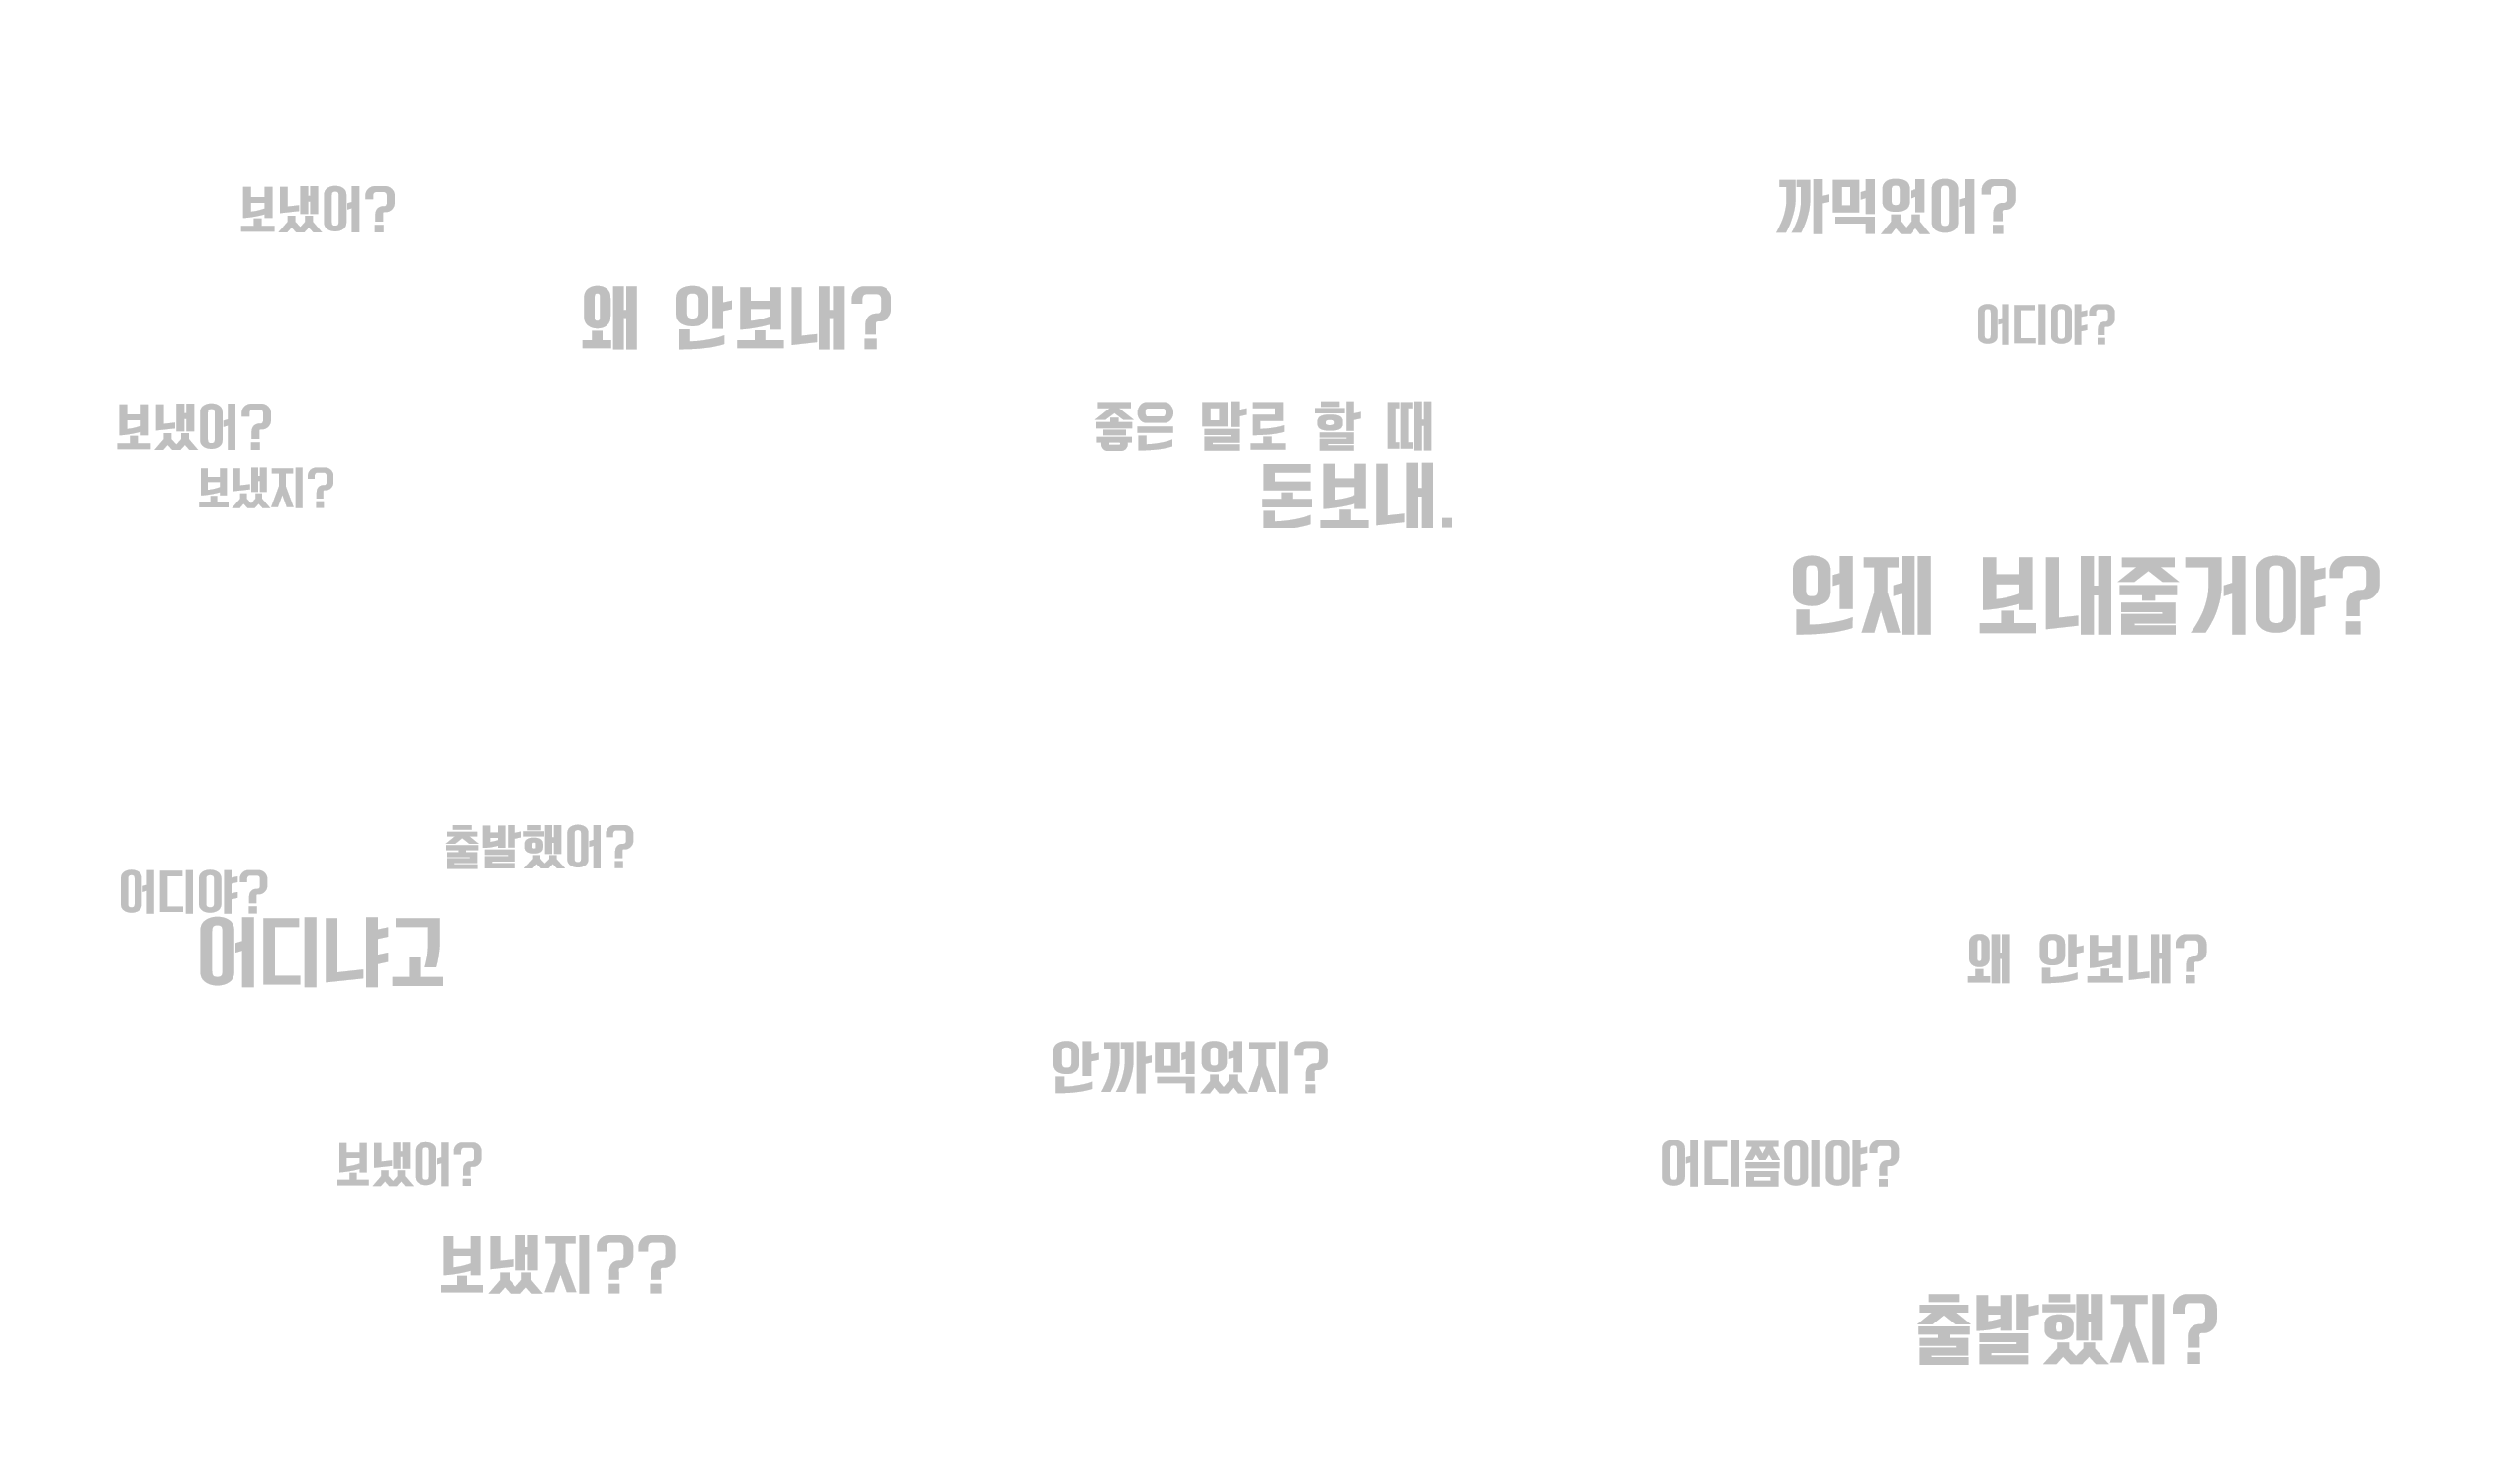 보냈어?
까먹었어?
왜 안보내?
어디야?
보냈어?
좋은 말로 할 때
돈보내.
보냈지?
언제 보내줄거야?
출발했어?
어디야?
어디냐고
왜 안보내?
안까먹었지?
보냈어?
어디쯤이야?
보냈지??
출발했지?